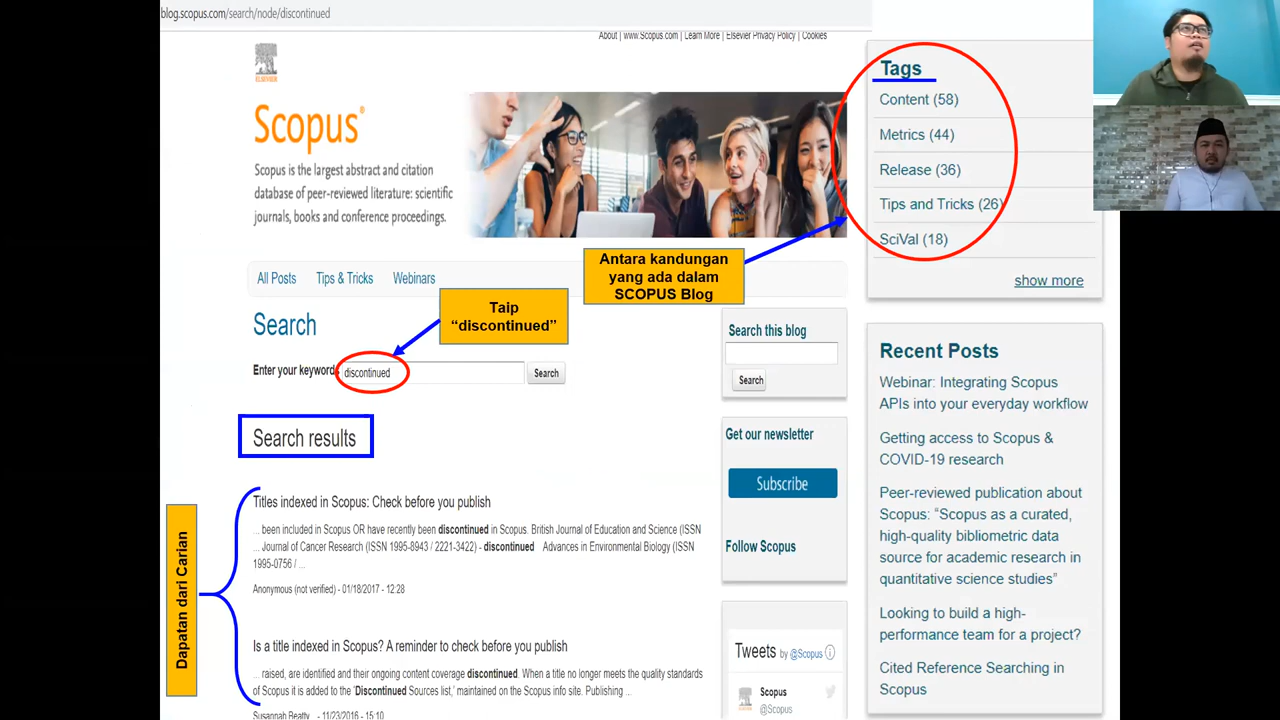 blog.scopus.com/search/node/discontinued
About | www.Scopus.com | Learn More | Elsevier Privacy Policy | Cookies
ELSEVIER
Scopus®
Scopus is the largest abstract and citation
database of peer-reviewed literature: scientific
journals, books and conference proceedings.
All Posts
Tips & Tricks
Webinars
Antara kandungan
yang ada dalam
SCOPUS Blog
Taip
“discontinued”
Search
Enter your keywords
discontinued
Search
Search results
Dapatan dari Carian
Titles indexed in Scopus: Check before you publish
... been included in Scopus OR have recently been discontinued in Scopus. British Journal of Education and Science (ISSN
... Journal of Cancer Research (ISSN 1995-8943 / 2221-3422) - discontinued Advances in Environmental Biology (ISSN
1995-0756 / ...
Anonymous (not verified) - 01/18/2017 - 12:28
Is a title indexed in Scopus? A reminder to check before you publish
... raised, are identified and their ongoing content coverage discontinued. When a title no longer meets the quality standards
of Scopus it is added to the 'Discontinued Sources list,' maintained on the Scopus info site. Publishing ...
Susannah Beatty - 11/23/2016 - 15:10
Search this blog
Search
Get our newsletter
Subscribe
Follow Scopus
Tweets by @Scopus
Scopus
@Scopus
Tags
Content (58)
Metrics (44)
Release (36)
Tips and Tricks (26)
SciVal (18)
show more
Recent Posts
Webinar: Integrating Scopus
APIs into your everyday workflow
Getting access to Scopus &
COVID-19 research
Peer-reviewed publication about
Scopus: “Scopus as a curated,
high-quality bibliometric data
source for academic research in
quantitative science studies”
Looking to build a high-
performance team for a project?
Cited Reference Searching in
Scopus